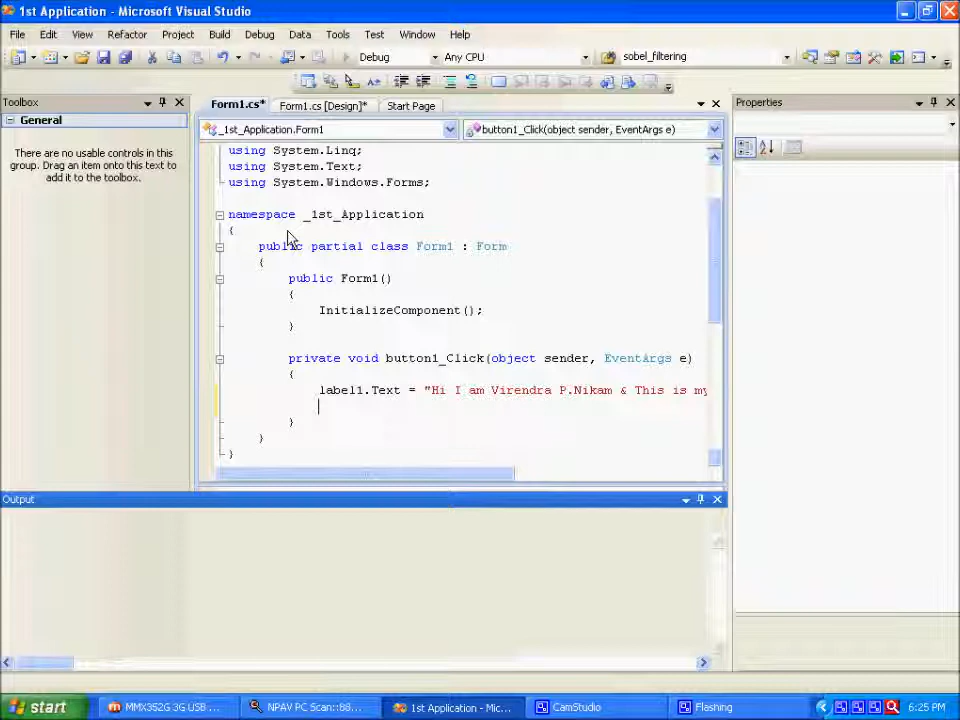 1st Application - Microsoft Visual Studio
File Edit View Refactor Project Build Debug Data Tools Test Window Help
Debug Any CPU sobel_filtering
Toolbox
General
There are no usable controls in this
group. Drag an item onto this text to
add it to the toolbox.
Form1.cs* Form1.cs [Design]* Start Page
_1st_Application.Form1 button1_Click(object sender, EventArgs e)
using System.Linq;
using System.Text;
using System.Windows.Forms;
namespace _1st_Application
{
public partial class Form1 : Form
{
public Form1()
{
InitializeComponent();
}
private void button1_Click(object sender, EventArgs e)
{
label1.Text = "Hi I am Virendra P.Nikam & This is my
}
}
}
Properties
Output
start MMX352G 3G USB ... NPAV PC Scan::88... 1st Application - Mic... CamStudio Flashing 6:25 PM